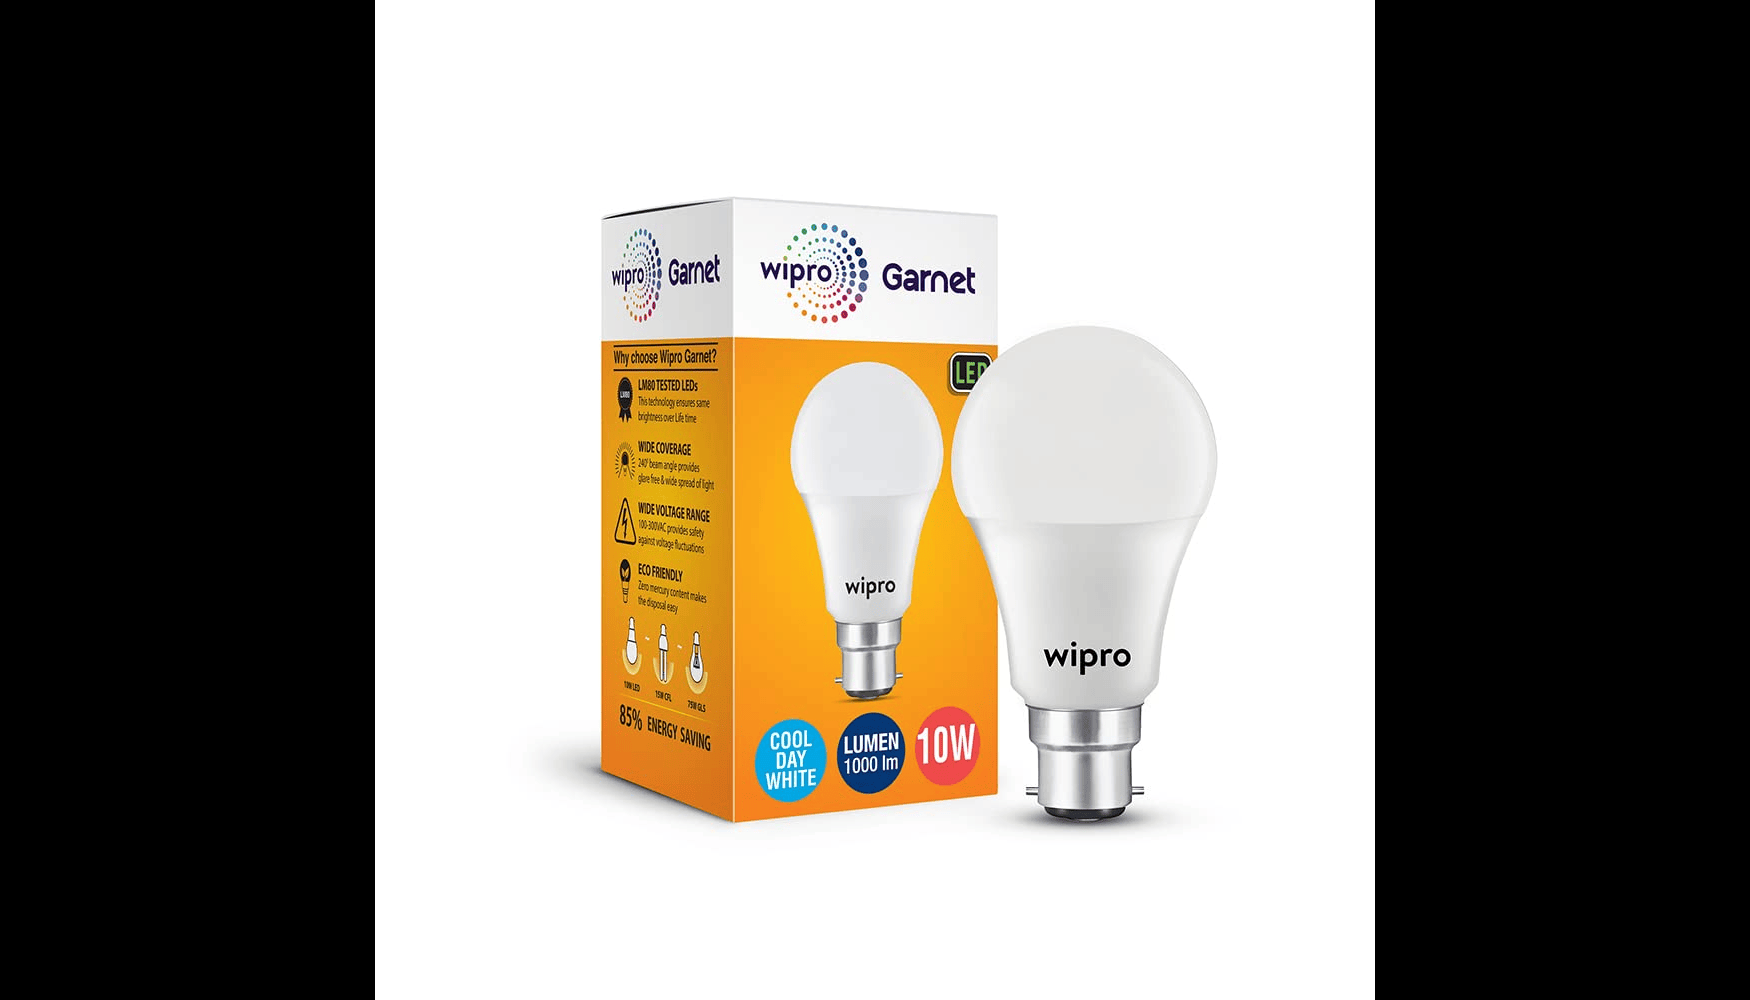 wipro Garnet
Why choose Wipro Garnet?
LM80
LM80 TESTED LEDs
This technology ensures same
brightness over Life time
WIDE COVERAGE
240° beam angle provides
glare free & wide spread of light
WIDE VOLTAGE RANGE
100-300VAC provides safety
against voltage fluctuations
ECO FRIENDLY
Zero mercury content makes
the disposal easy
10W LED
15W CFL
75W GLS
85% ENERGY SAVING
wipro Garnet
LED
wipro
COOL
DAY
WHITE
LUMEN
1000 lm
10W
wipro